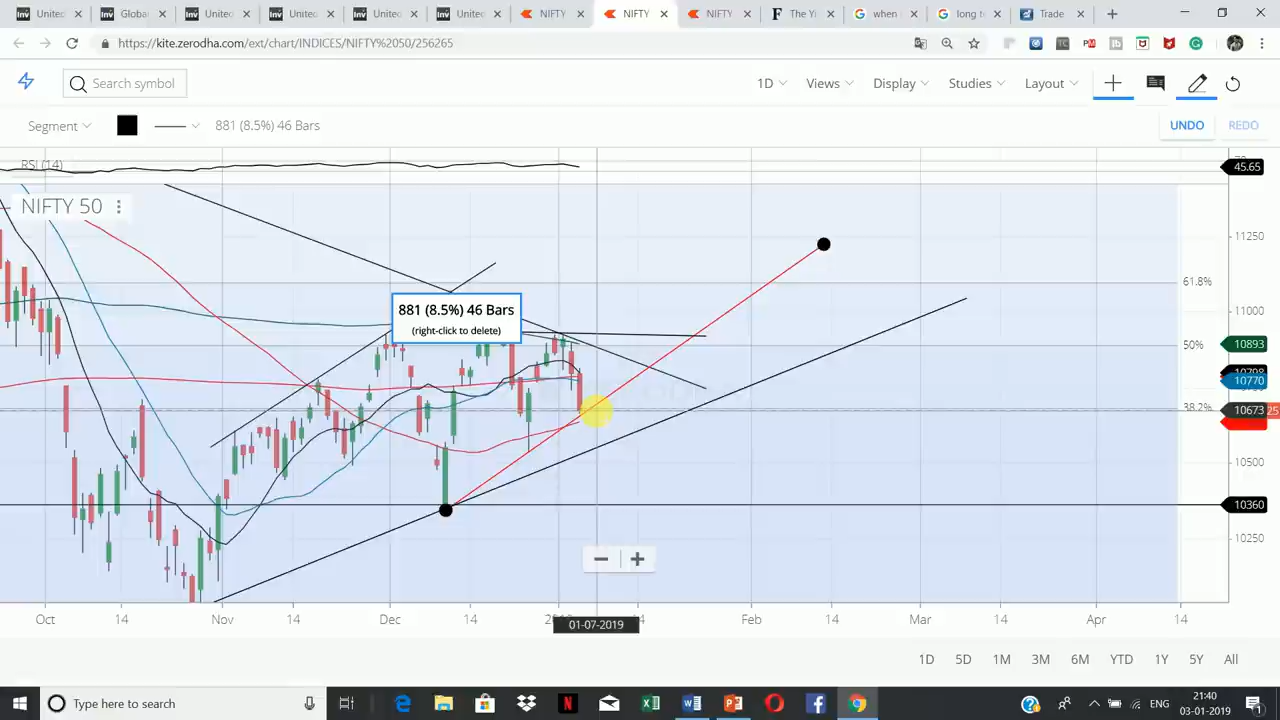 United
Global
United
United
United
United
NIFTY
NIFTY
NIFTY
The Yi
when
long t
Trade
https://kite.zerodha.com/ext/chart/INDICES/NIFTY%2050/256265
Search symbol
1D
Views
Display
Studies
Layout
Segment
881 (8.5%) 46 Bars
UNDO
REDO
RSI (14)
45.65
NIFTY 50
11250
61.8%
881 (8.5%) 46 Bars
(right-click to delete)
11000
50%
10893
10770
38.2%
10673
25
10500
10360
10250
Oct
14
Nov
14
Dec
14
14
Feb
14
Mar
14
Apr
14
01-07-2019
1D
5D
1M
3M
6M
YTD
1Y
5Y
All
Type here to search
ENG
21:40
03-01-2019